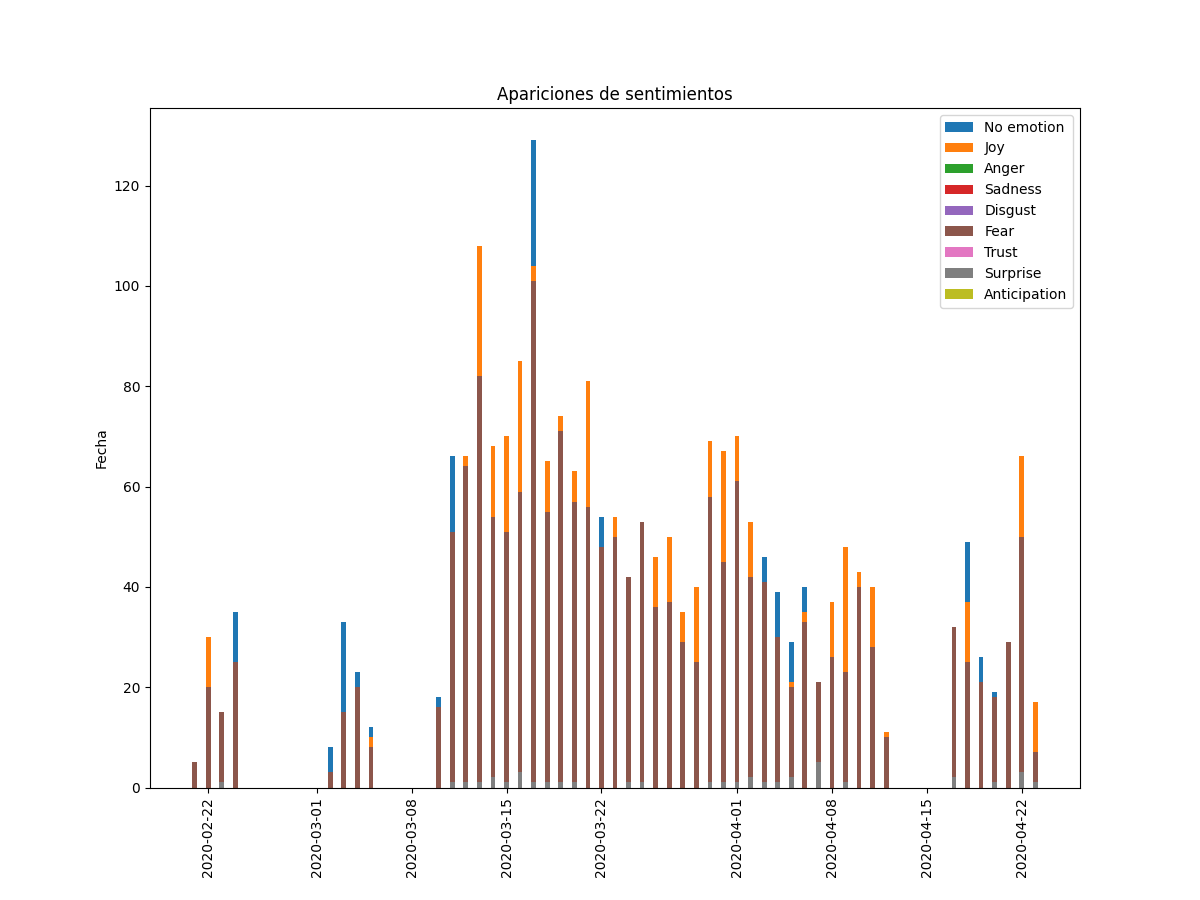 Apariciones de sentimientos
No emotion
Joy
Anger
Sadness
Disgust
Fear
Trust
Surprise
Anticipation
Fecha
120
100
80
60
40
20
0
2020-02-22
2020-03-01
2020-03-08
2020-03-15
2020-03-22
2020-04-01
2020-04-08
2020-04-15
2020-04-22